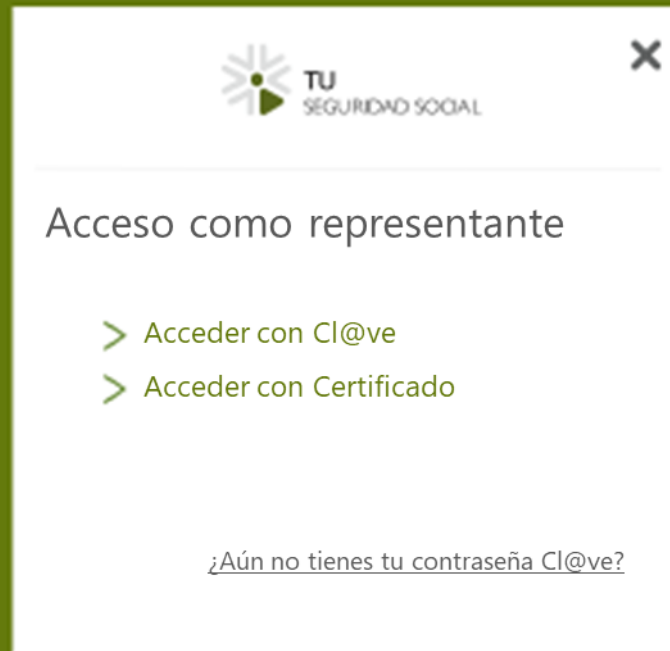 TU
SEGURIDAD SOCIAL
Acceso como representante
Acceder con Cl@ve
Acceder con Certificado
¿Aún no tienes tu contraseña Cl@ve?